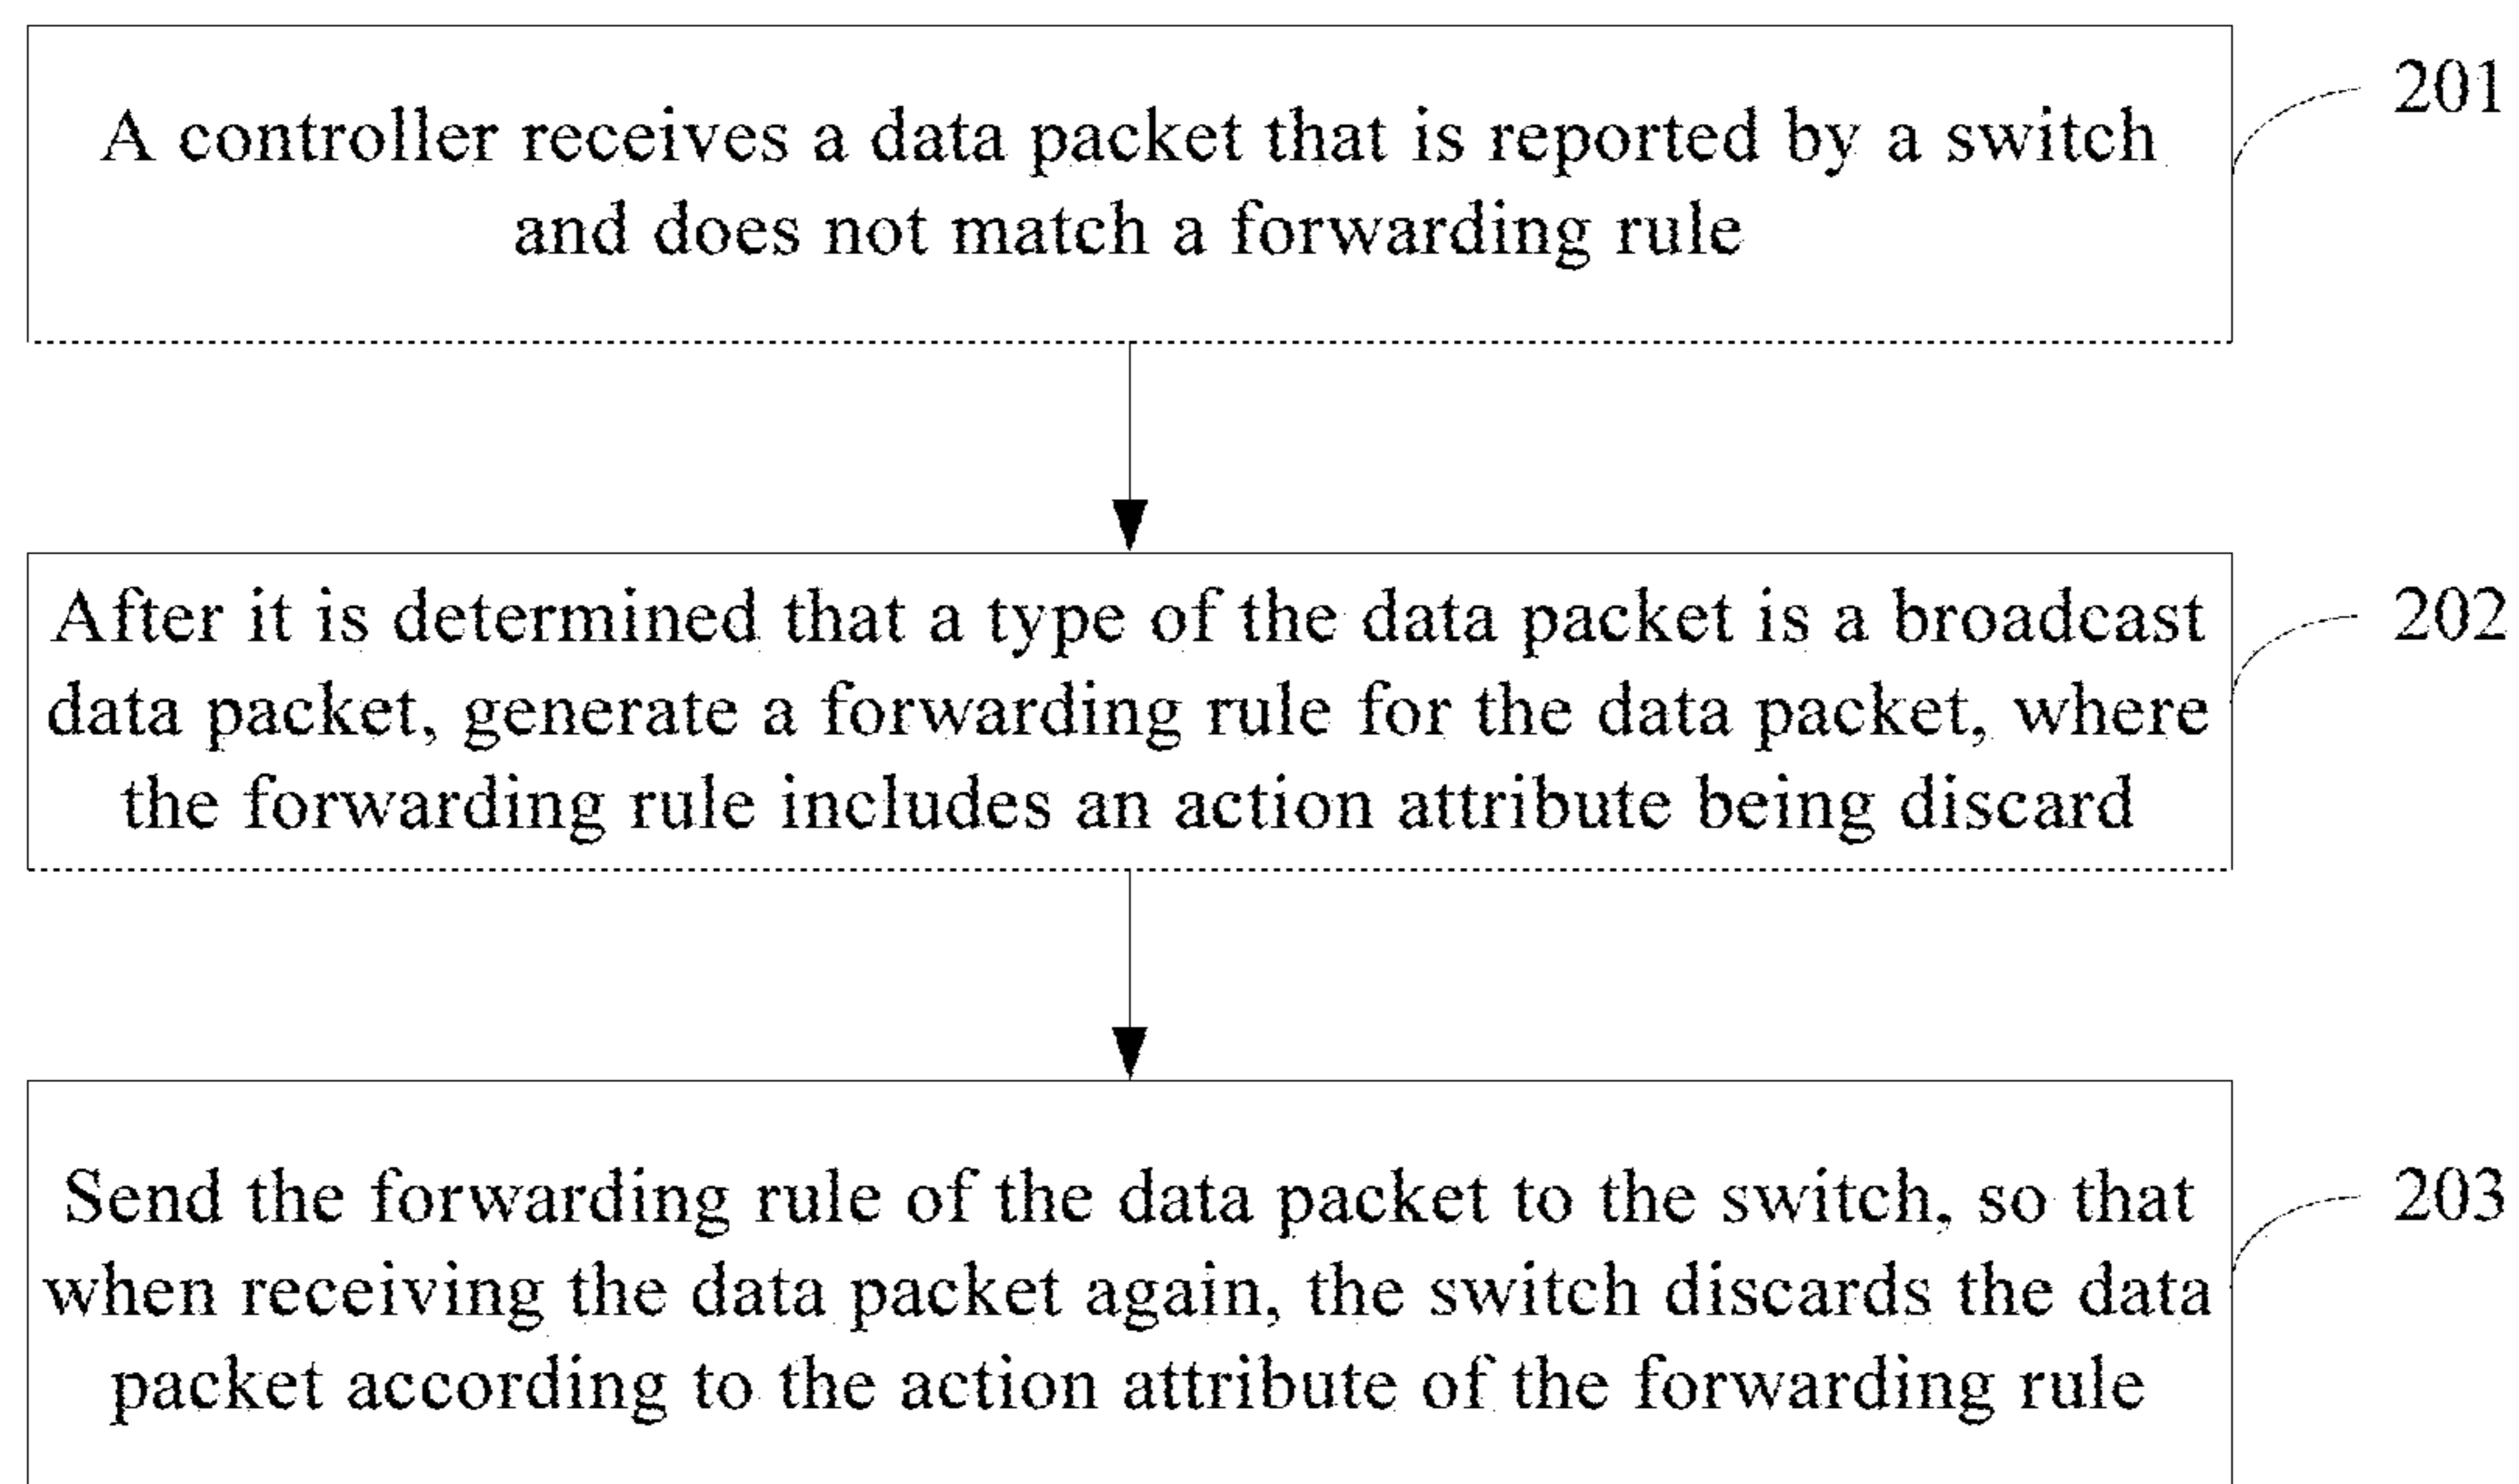 A controller receives a data packet that is reported by a switch
and does not match a forwarding rule
201
After it is determined that a type of the data packet is a broadcast
data packet, generate a forwarding rule for the data packet, where
the forwarding rule includes an action attribute being discard
202
Send the forwarding rule of the data packet to the switch, so that
when receiving the data packet again, the switch discards the data
packet according to the action attribute of the forwarding rule
203